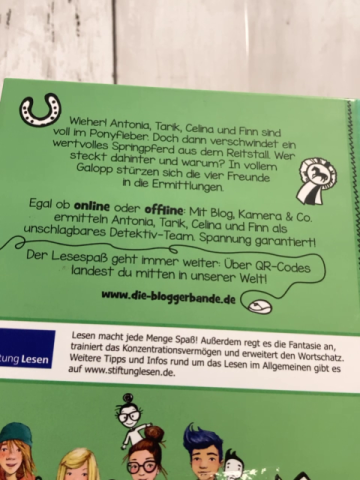 Wieher! Antonia, Tarik, Celina und Finn sind
voll im Ponyfieber. Doch dann verschwindet ein
wertvolles Springpferd aus dem Reitstall. Wer
steckt dahinter und warum? In vollem
Galopp stürzen sich die vier Freunde
in die Ermittlungen.
Egal ob online oder offline: Mit Blog, Kamera & Co.
ermitteln Antonia, Tarik, Celina und Finn als
unschlagbares Detektiv-Team. Spannung garantiert!
Der Lesespaß geht immer weiter: Über QR-Codes
landest du mitten in unserer Welt!
www.die-bloggerbande.de
Lesen macht jede Menge Spaß! Außerdem regt es die Fantasie an,
trainiert das Konzentrationsvermögen und erweitert den Wortschatz.
Weitere Tipps und Infos rund um das Lesen im Allgemeinen gibt es
auf www.stiftunglesen.de.
ftung Lesen